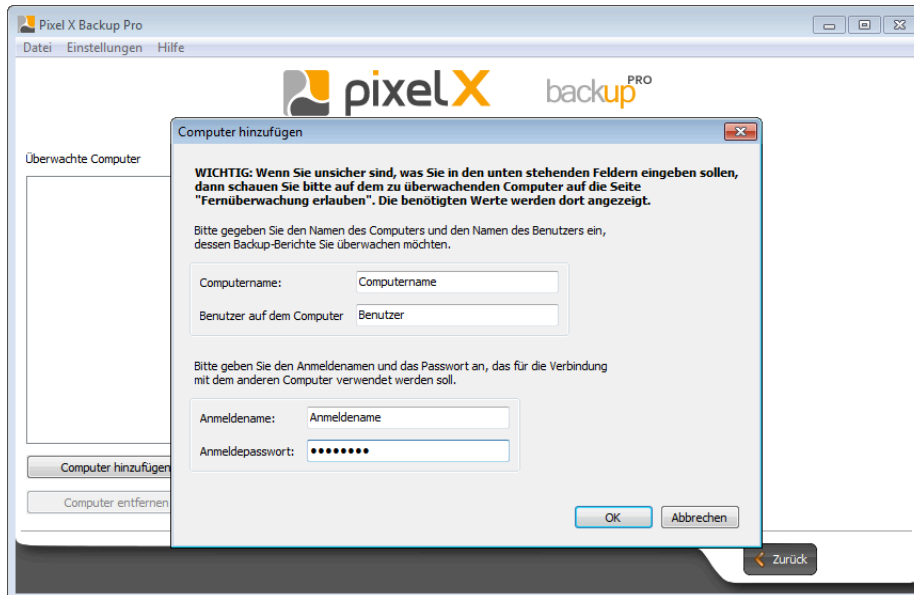 Pixel X Backup Pro
Datei Einstellungen Hilfe
pixelX backup PRO
Überwachte Computer
Computer hinzufügen
WICHTIG: Wenn Sie unsicher sind, was Sie in den unten stehenden Feldern eingeben sollen,
dann schauen Sie bitte auf dem zu überwachenden Computer auf die Seite
"Fernüberwachung erlauben". Die benötigten Werte werden dort angezeigt.
Bitte gegeben Sie den Namen des Computers und den Namen des Benutzers ein,
dessen Backup-Berichte Sie überwachen möchten.
Computername: Computername
Benutzer auf dem Computer Benutzer
Bitte geben Sie den Anmeldenamen und das Passwort an, das für die Verbindung
mit dem anderen Computer verwendet werden soll.
Anmeldename: Anmeldename
Anmeldepasswort: ●●●●●●●●
OK Abbrechen
Computer hinzufügen
Computer entfernen
Zurück